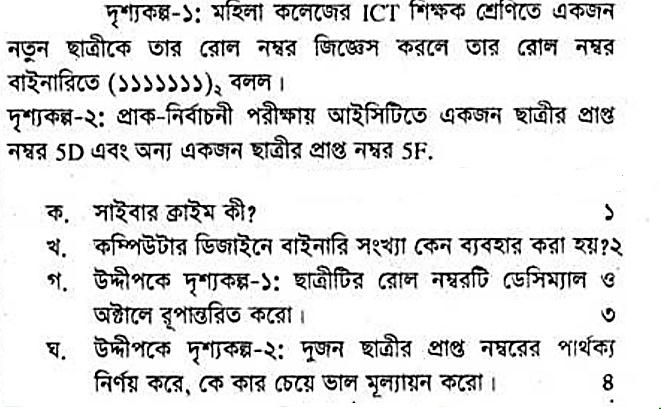 দৃশ্যকল্প-১: মহিলা কলেজের ICT শিক্ষক শ্রেণিতে একজন
নতুন ছাত্রীকে তার রোল নম্বর জিজ্ঞেস করলে তার রোল নম্বর
বাইনারিতে (১১১১১১১)₂ বলল।
দৃশ্যকল্প-২: প্রাক-নির্বাচনী পরীক্ষায় আইসিটিতে একজন ছাত্রীর প্রাপ্ত
নম্বর 5D এবং অন্য একজন ছাত্রীর প্রাপ্ত নম্বর 5F.
ক. সাইবার ক্রাইম কী? ১
খ. কম্পিউটার ডিজাইনে বাইনারি সংখ্যা কেন ব্যবহার করা হয়?২
গ. উদ্দীপকে দৃশ্যকল্প-১: ছাত্রীটির রোল নম্বরটি ডেসিম্যাল ও
অক্টালে রূপান্তরিত করো। ৩
ঘ. উদ্দীপকে দৃশ্যকল্প-২: দুজন ছাত্রীর প্রাপ্ত নম্বরের পার্থক্য
নির্ণয় করে, কে কার চেয়ে ভাল মূল্যায়ন করো। 8